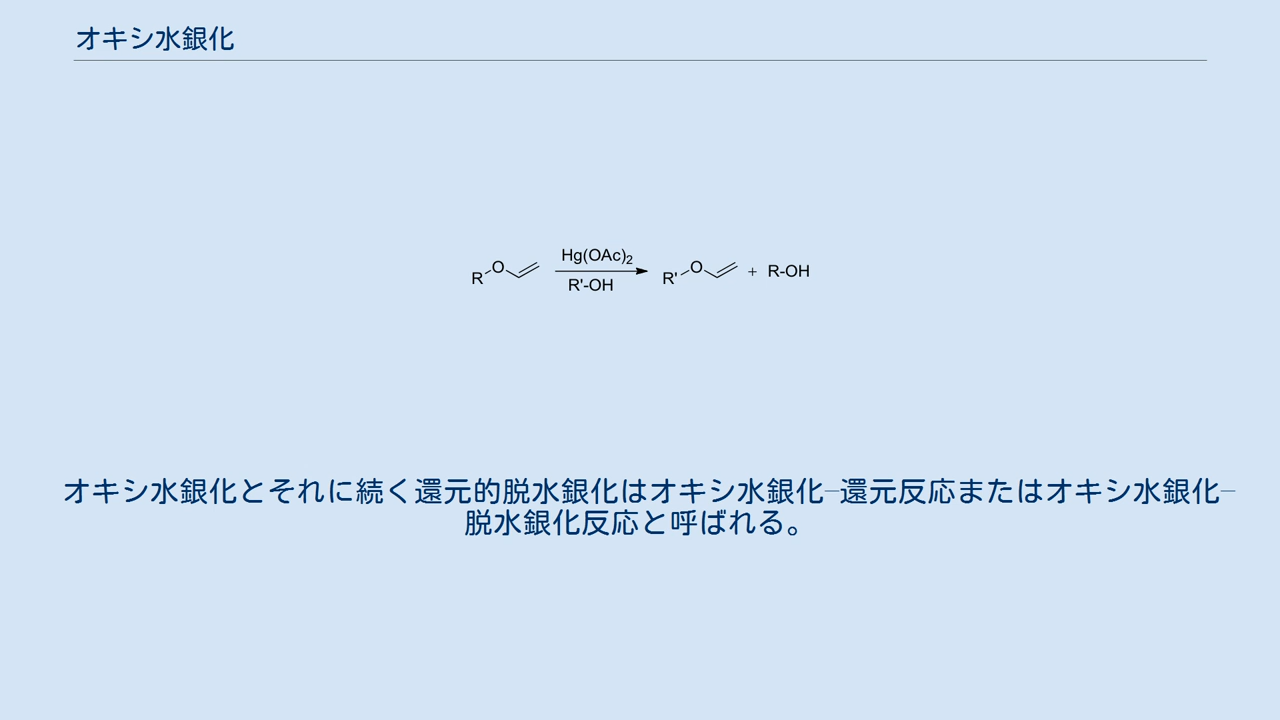 オキシ水銀化
Hg(OAc)2
R-O R'-OH R'-O + R-OH
オキシ水銀化とそれに続く還元的脱水銀化はオキシ水銀化–還元反応またはオキシ水銀化–
脱水銀化反応と呼ばれる。